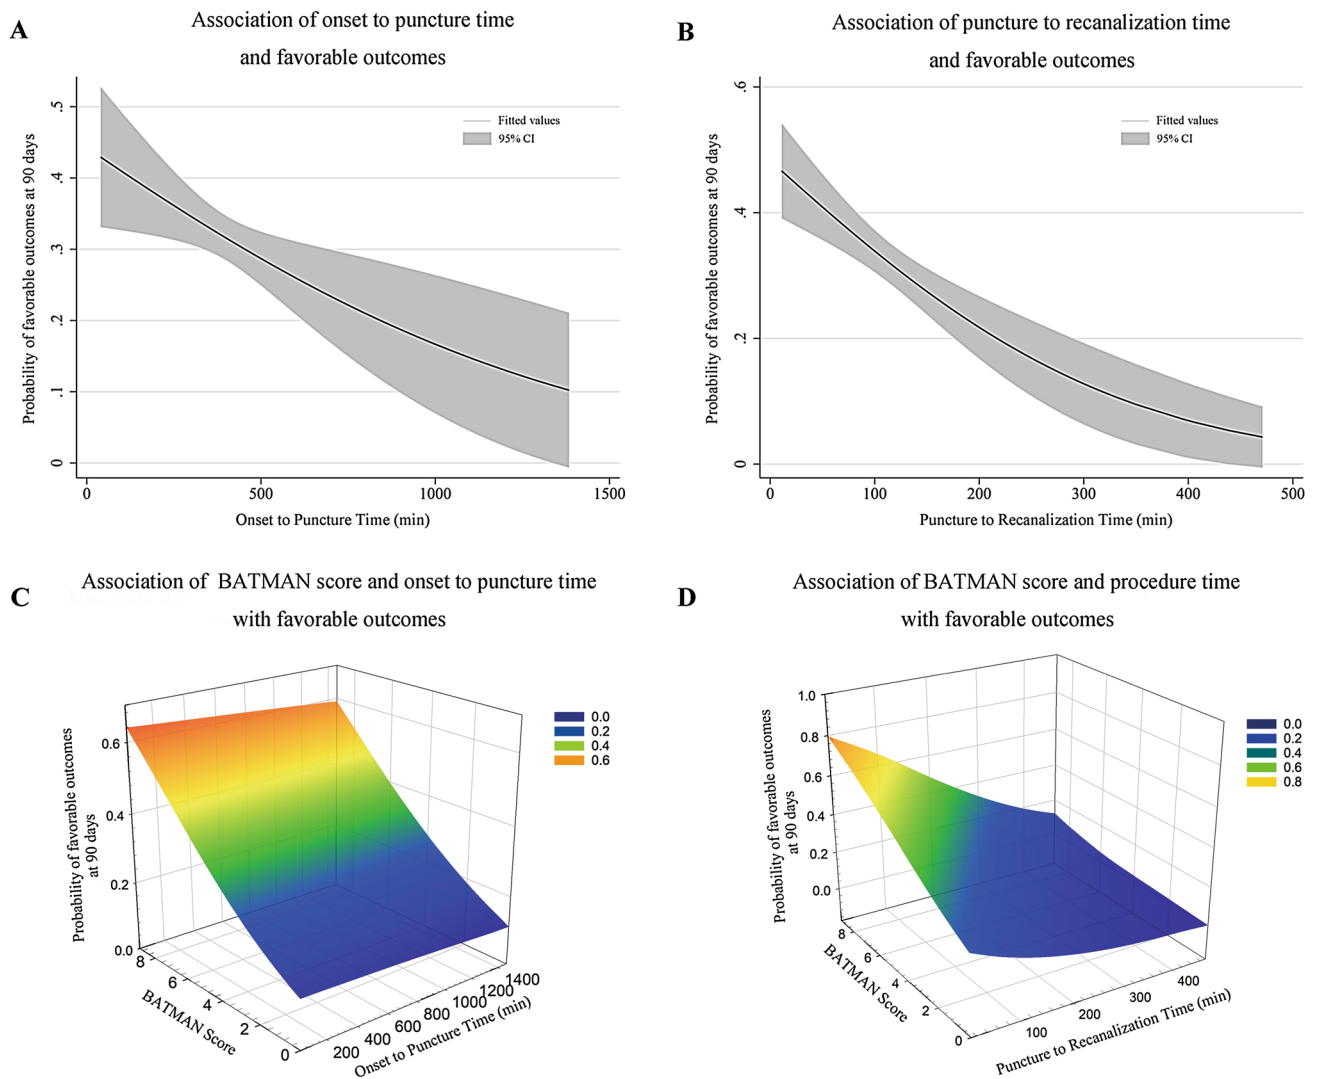 A
Association of onset to puncture time
and favorable outcomes
Probability of favorable outcomes at 90 days
.5
.4
.3
.2
.1
0
Fitted values
95% CI
0 500 1000 1500
Onset to Puncture Time (min)
B
Association of puncture to recanalization time
and favorable outcomes
Probability of favorable outcomes at 90 days
.6
.4
.2
0
Fitted values
95% CI
0 100 200 300 400 500
Puncture to Recanalization Time (min)
C
Association of BATMAN score and onset to puncture time
with favorable outcomes
Probability of favorable outcomes
at 90 days
0.6
0.4
0.2
0.0
8
6
4
2
0
BATMAN Score
200 400 600 800 1000 1200 1400
Onset to Puncture Time (min)
0.0
0.2
0.4
0.6
D
Association of BATMAN score and procedure time
with favorable outcomes
Probability of favorable outcomes
at 90 days
1.0
0.8
0.6
0.4
0.2
0.0
8
6
4
2
0
BATMAN Score
100 200 300 400
Puncture to Recanalization Time (min)
0.0
0.2
0.4
0.6
0.8